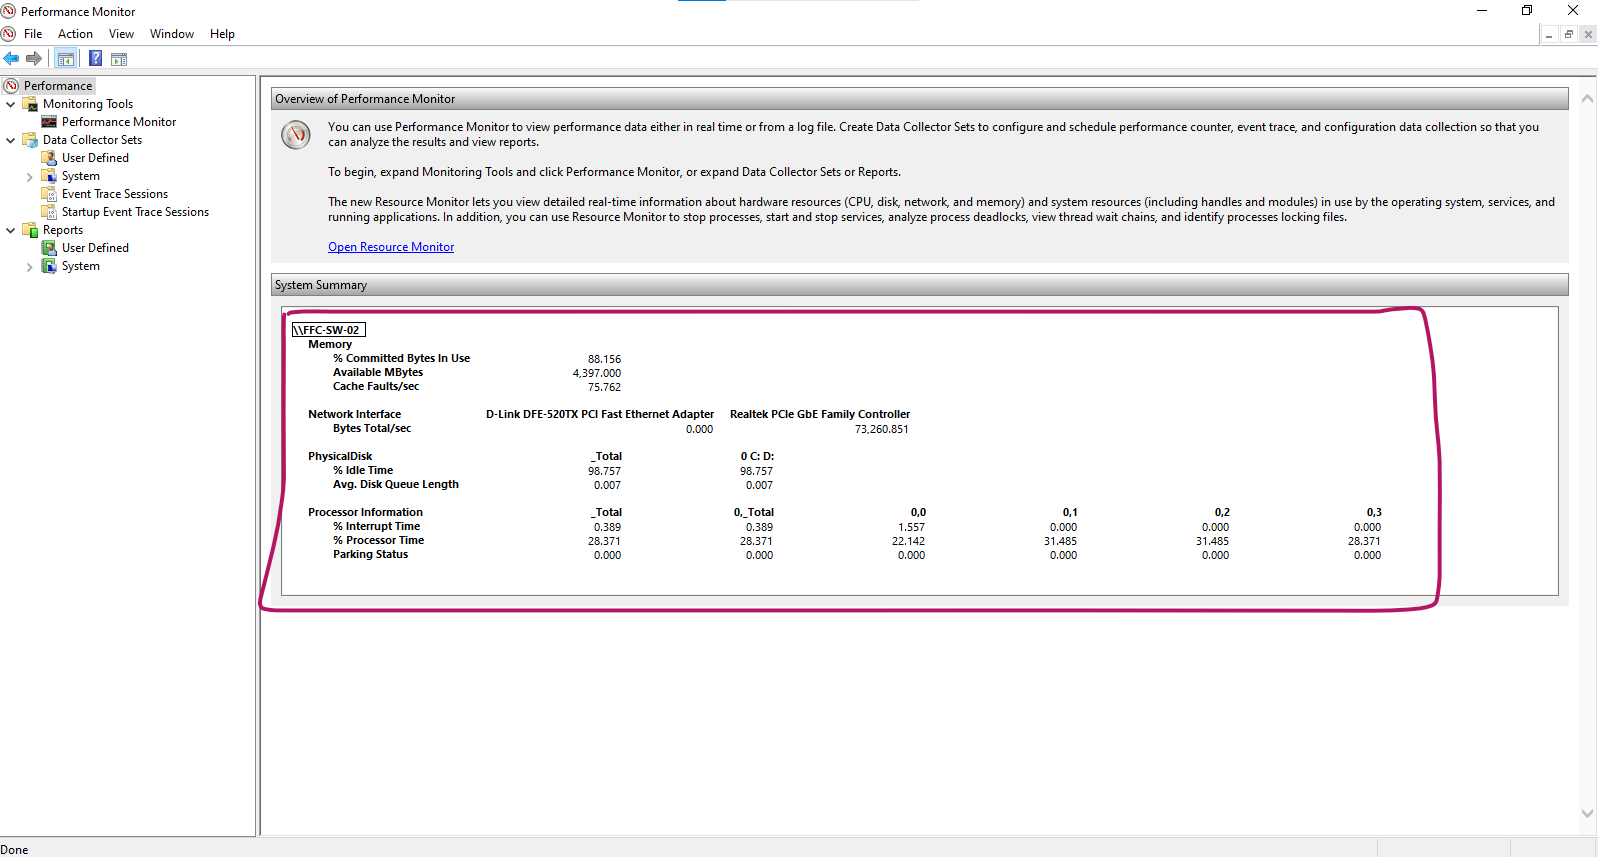 Performance Monitor
File Action View Window Help
Performance
Monitoring Tools
Performance Monitor
Data Collector Sets
User Defined
System
Event Trace Sessions
Startup Event Trace Sessions
Reports
User Defined
System
Overview of Performance Monitor
You can use Performance Monitor to view performance data either in real time or from a log file. Create Data Collector Sets to configure and schedule performance counter, event trace, and configuration data collection so that you
can analyze the results and view reports.
To begin, expand Monitoring Tools and click Performance Monitor, or expand Data Collector Sets or Reports.
The new Resource Monitor lets you view detailed real-time information about hardware resources (CPU, disk, network, and memory) and system resources (including handles and modules) in use by the operating system, services, and
running applications. In addition, you can use Resource Monitor to stop processes, start and stop services, analyze process deadlocks, view thread wait chains, and identify processes locking files.
Open Resource Monitor
System Summary
\\FFC-SW-02
Memory
% Committed Bytes In Use 88.156
Available MBytes 4,397.000
Cache Faults/sec 75.762
Network Interface D-Link DFE-520TX PCI Fast Ethernet Adapter Realtek PCIe GbE Family Controller
Bytes Total/sec 0.000 73,260.851
PhysicalDisk _Total 0 C: D:
% Idle Time 98.757 98.757
Avg. Disk Queue Length 0.007 0.007
Processor Information _Total 0,_Total 0,0 0,1 0,2 0,3
% Interrupt Time 0.389 0.389 1.557 0.000 0.000 0.000
% Processor Time 28.371 28.371 22.142 31.485 31.485 28.371
Parking Status 0.000 0.000 0.000 0.000 0.000 0.000
Done